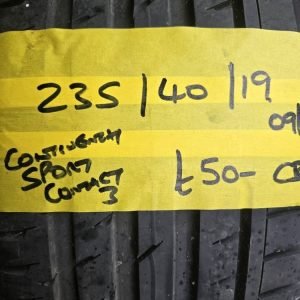 235/40/19
09/
CONTINENTAL
SPORT
CONTACT
3
£50-